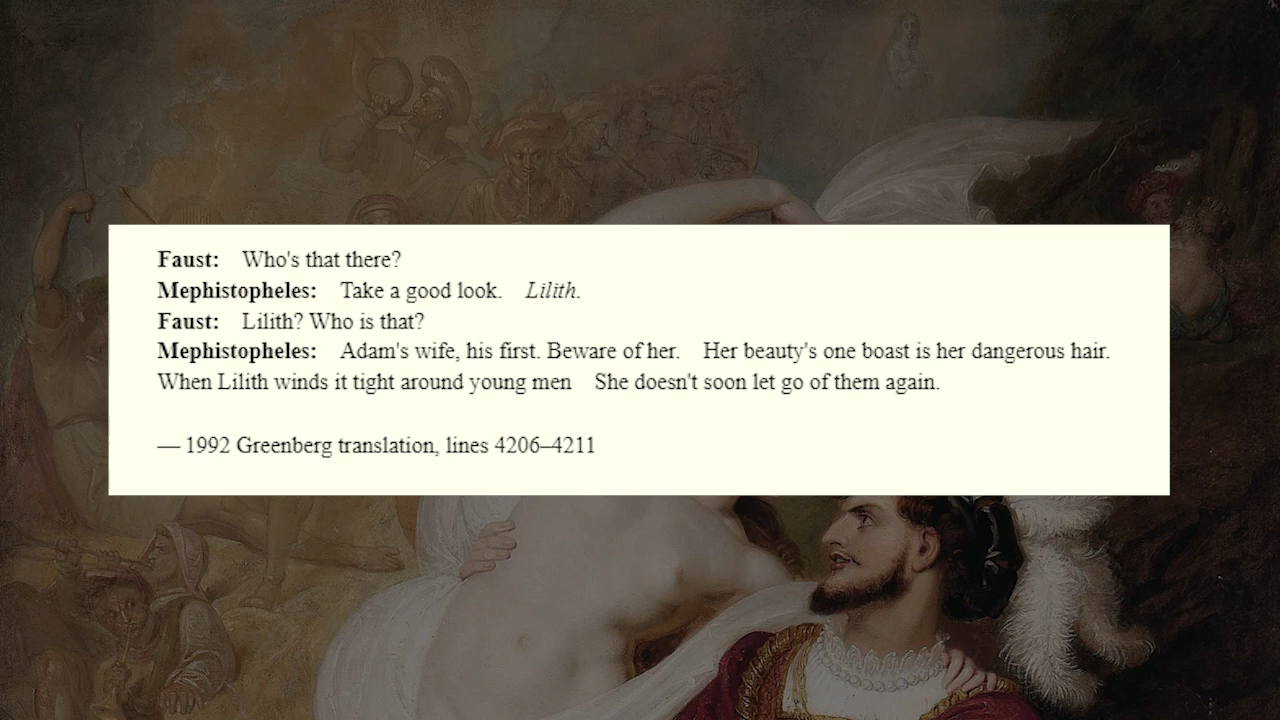 Faust: Who's that there?
Mephistopheles: Take a good look. Lilith.
Faust: Lilith? Who is that?
Mephistopheles: Adam's wife, his first. Beware of her. Her beauty's one boast is her dangerous hair.
When Lilith winds it tight around young men She doesn't soon let go of them again.
— 1992 Greenberg translation, lines 4206–4211